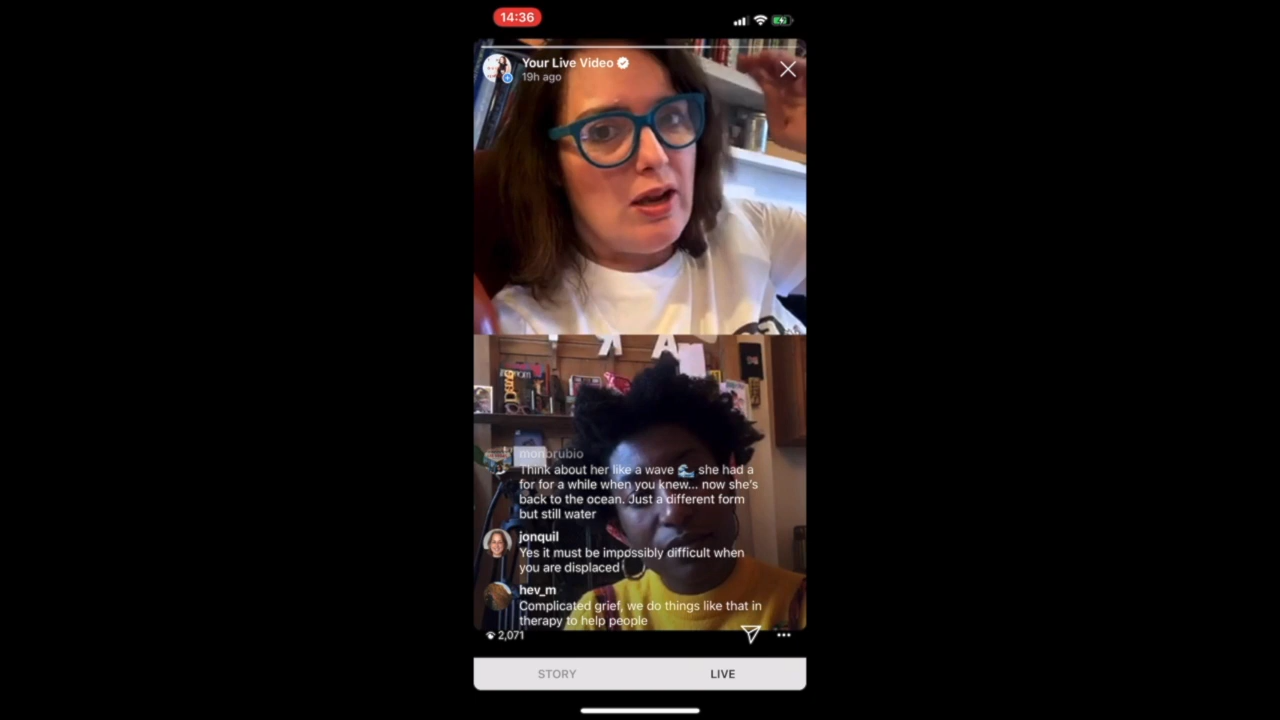 14:36
Your Live Video
19h ago
monorubio
Think about her like a wave 🌊 she had a
for for a while when you knew... now she's
back to the ocean. Just a different form
but still water
jonquil
Yes it must be impossibly difficult when
you are displaced
hev_m
Complicated grief, we do things like that in
therapy to help people
2,071
STORY
LIVE